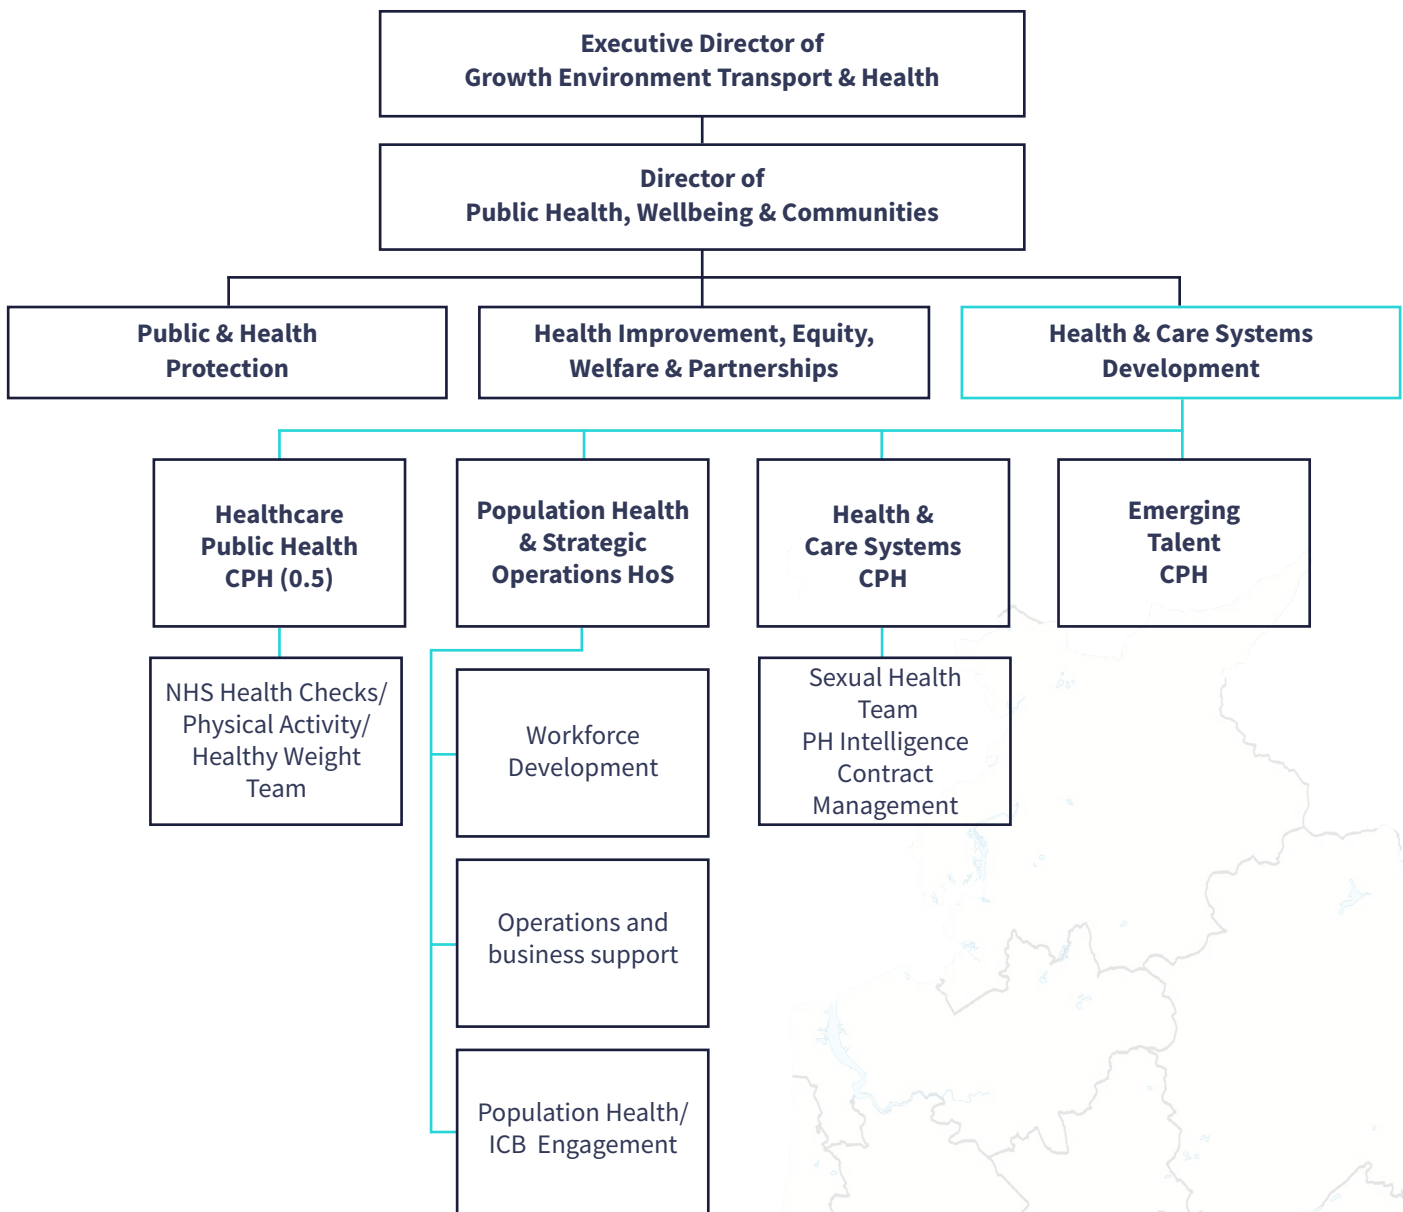 Executive Director of
Growth Environment Transport & Health
Director of
Public Health, Wellbeing & Communities
Public & Health
Protection
Health Improvement, Equity,
Welfare & Partnerships
Health & Care Systems
Development
Healthcare
Public Health
CPH (0.5)
Population Health
& Strategic
Operations HoS
Health &
Care Systems
CPH
Emerging
Talent
CPH
NHS Health Checks/
Physical Activity/
Healthy Weight
Team
Workforce
Development
Operations and
business support
Population Health/
ICB Engagement
Sexual Health
Team
PH Intelligence
Contract
Management